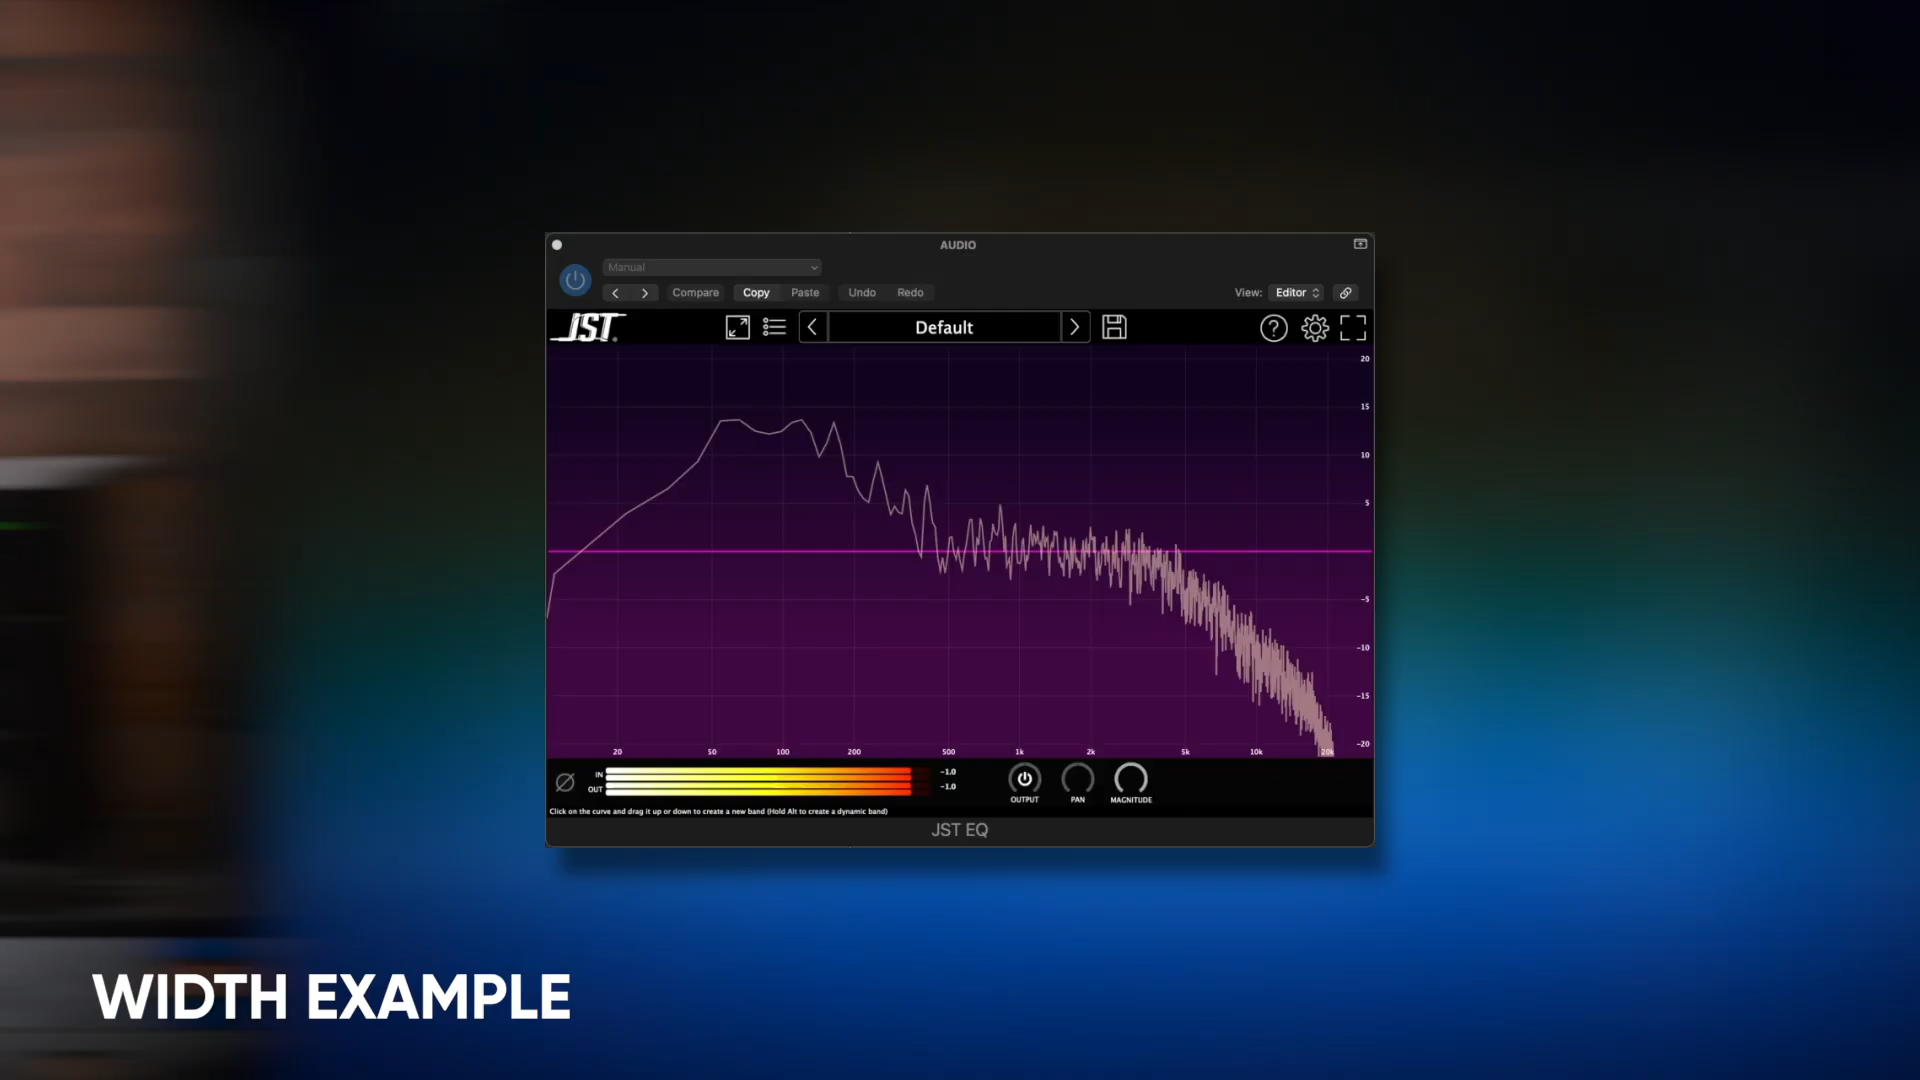 AUDIO
Manual
Compare Copy Paste Undo Redo View: Editor
JST Default
20
15
10
5
-5
-10
-15
-20
20 50 100 200 500 1k 2k 5k 10k 20k
IN -1.0
OUT -1.0
OUTPUT PAN MAGNITUDE
Click on the curve and drag it up or down to create a new band (Hold Alt to create a dynamic band)
JST EQ
WIDTH EXAMPLE